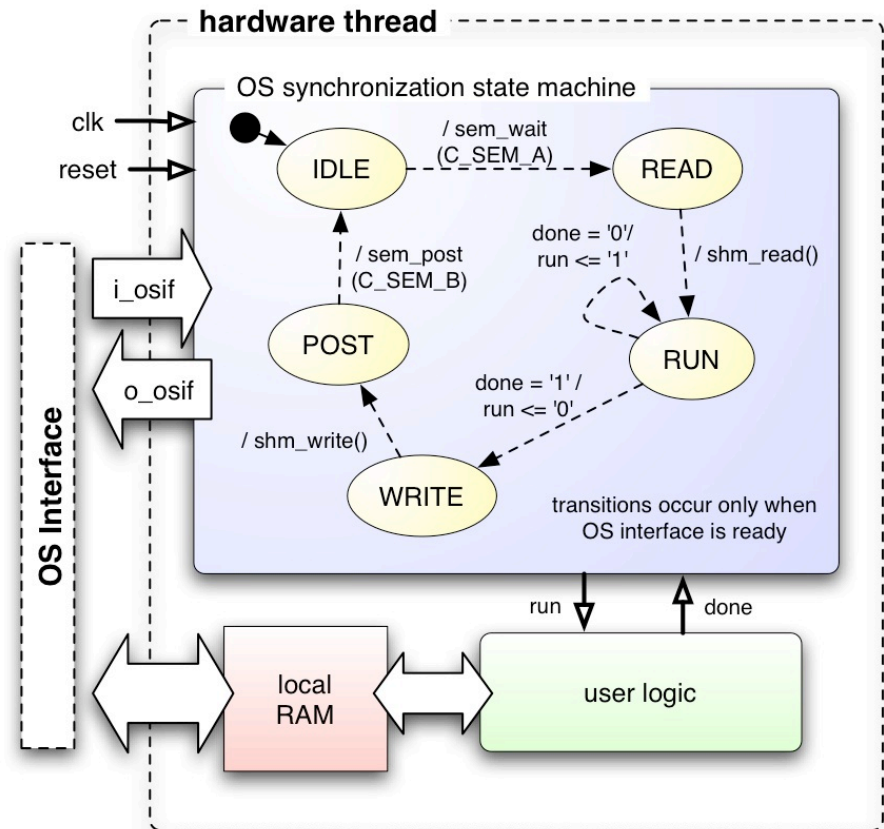 hardware thread
OS synchronization state machine
clk
reset
IDLE
/ sem_wait
(C_SEM_A)
READ
/ sem_post
(C_SEM_B)
done = '0'/
run <= '1'
/ shm_read()
i_osif
o_osif
POST
RUN
done = '1' /
run <= '0'
/ shm_write()
WRITE
transitions occur only when
OS interface is ready
OS Interface
run
done
local
RAM
user logic